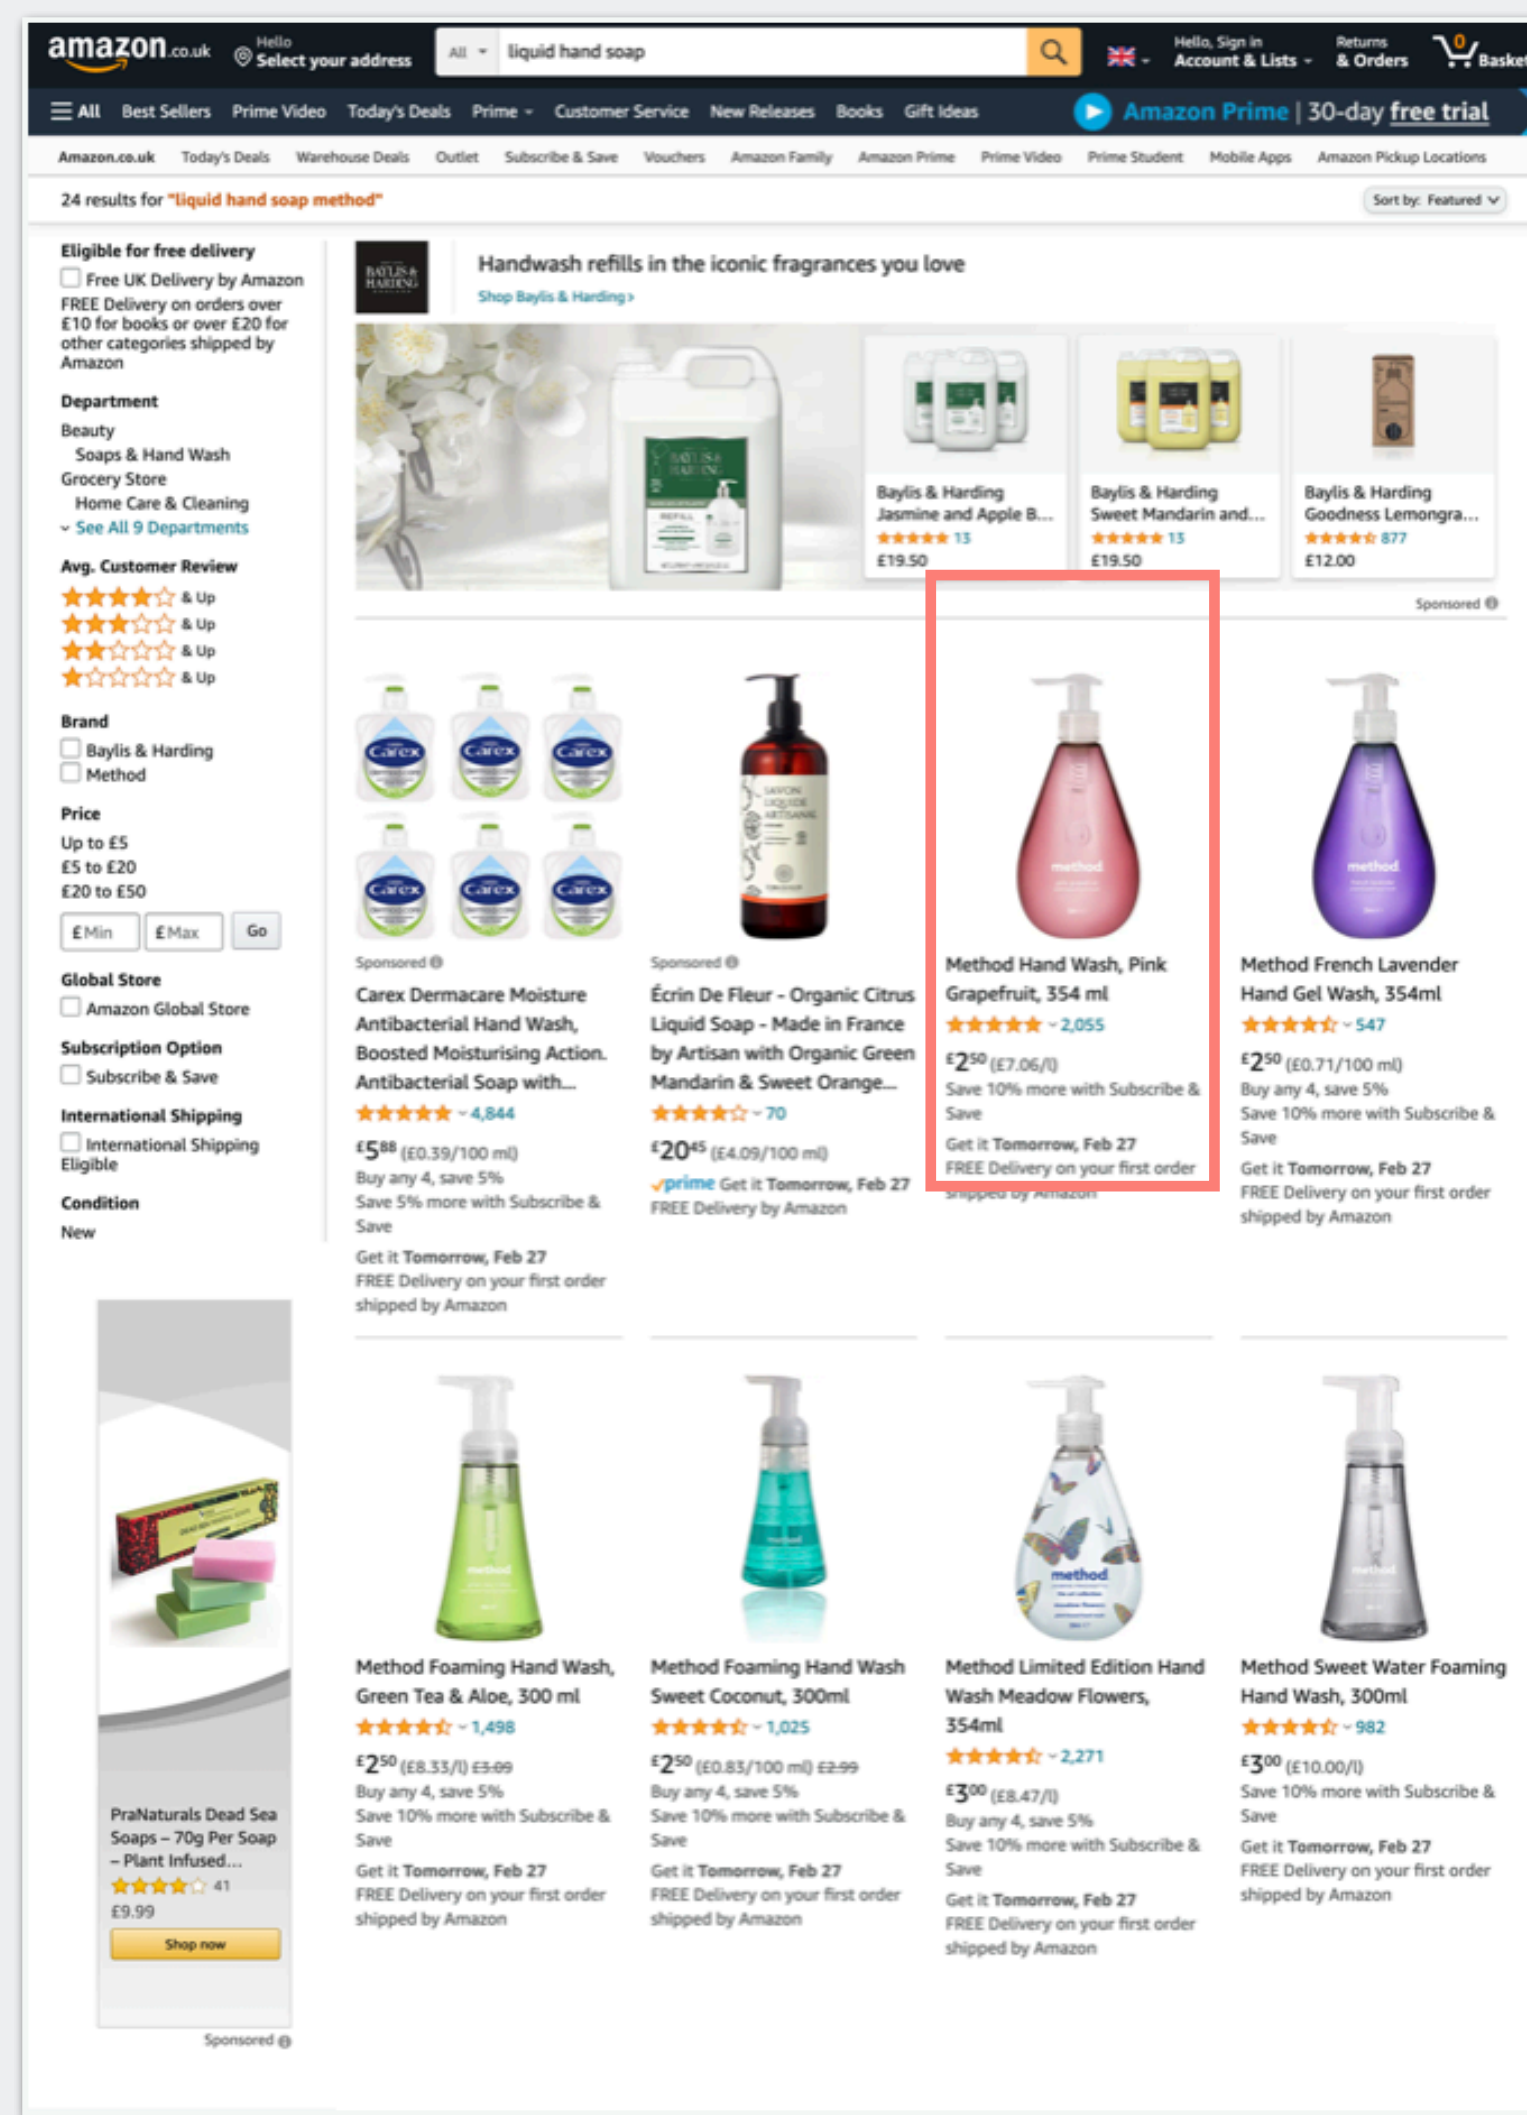 amazon.co.uk
Hello
Select your address
All
liquid hand soap
Hello, Sign in
Account & Lists
Returns
& Orders
0
Basket
All
Best Sellers
Prime Video
Today's Deals
Prime
Customer Service
New Releases
Books
Gift Ideas
Amazon Prime | 30-day free trial
Amazon.co.uk
Today's Deals
Warehouse Deals
Outlet
Subscribe & Save
Vouchers
Amazon Family
Amazon Prime
Prime Video
Prime Student
Mobile Apps
Amazon Pickup Locations
24 results for "liquid hand soap method"
Sort by: Featured
Eligible for free delivery
Free UK Delivery by Amazon
FREE Delivery on orders over
£10 for books or over £20 for
other categories shipped by
Amazon
Department
Beauty
Soaps & Hand Wash
Grocery Store
Home Care & Cleaning
See All 9 Departments
Avg. Customer Review
& Up
& Up
& Up
& Up
Brand
Baylis & Harding
Method
Price
Up to £5
£5 to £20
£20 to £50
£ Min
£ Max
Go
Global Store
Amazon Global Store
Subscription Option
Subscribe & Save
International Shipping
International Shipping
Eligible
Condition
New
PraNaturals Dead Sea
Soaps – 70g Per Soap
– Plant Infused...
41
£9.99
Shop now
Sponsored
BAYLIS &
HARDING
Handwash refills in the iconic fragrances you love
Shop Baylis & Harding>
BAYLIS &
HARDING
REFILL
Baylis & Harding
Jasmine and Apple B...
13
£19.50
Baylis & Harding
Sweet Mandarin and...
13
£19.50
Baylis & Harding
Goodness Lemongra...
877
£12.00
Sponsored
Carex
Carex
Carex
Carex
Carex
Carex
Sponsored
Carex Dermacare Moisture
Antibacterial Hand Wash,
Boosted Moisturising Action.
Antibacterial Soap with...
4,844
£5.88 (£0.39/100 ml)
Buy any 4, save 5%
Save 5% more with Subscribe &
Save
Get it Tomorrow, Feb 27
FREE Delivery on your first order
shipped by Amazon
SAVON
LIQUIDE
ARTISANAL
Sponsored
Écrin De Fleur - Organic Citrus
Liquid Soap - Made in France
by Artisan with Organic Green
Mandarin & Sweet Orange...
70
£20.45 (£4.09/100 ml)
prime Get it Tomorrow, Feb 27
FREE Delivery by Amazon
method
Method Hand Wash, Pink
Grapefruit, 354 ml
2,055
£2.50 (£7.06/l)
Save 10% more with Subscribe &
Save
Get it Tomorrow, Feb 27
FREE Delivery on your first order
shipped by Amazon
method
Method French Lavender
Hand Gel Wash, 354ml
547
£2.50 (£0.71/100 ml)
Buy any 4, save 5%
Save 10% more with Subscribe &
Save
Get it Tomorrow, Feb 27
FREE Delivery on your first order
shipped by Amazon
method
Method Foaming Hand Wash,
Green Tea & Aloe, 300 ml
1,498
£2.50 (£8.33/l) £3.09
Buy any 4, save 5%
Save 10% more with Subscribe &
Save
Get it Tomorrow, Feb 27
FREE Delivery on your first order
shipped by Amazon
method
Method Foaming Hand Wash
Sweet Coconut, 300ml
1,025
£2.50 (£0.83/100 ml) £2.99
Buy any 4, save 5%
Save 10% more with Subscribe &
Save
Get it Tomorrow, Feb 27
FREE Delivery on your first order
shipped by Amazon
method
Method Limited Edition Hand
Wash Meadow Flowers,
354ml
2,271
£3.00 (£8.47/l)
Buy any 4, save 5%
Save 10% more with Subscribe &
Save
Get it Tomorrow, Feb 27
FREE Delivery on your first order
shipped by Amazon
method
Method Sweet Water Foaming
Hand Wash, 300ml
982
£3.00 (£10.00/l)
Save 10% more with Subscribe &
Save
Get it Tomorrow, Feb 27
FREE Delivery on your first order
shipped by Amazon